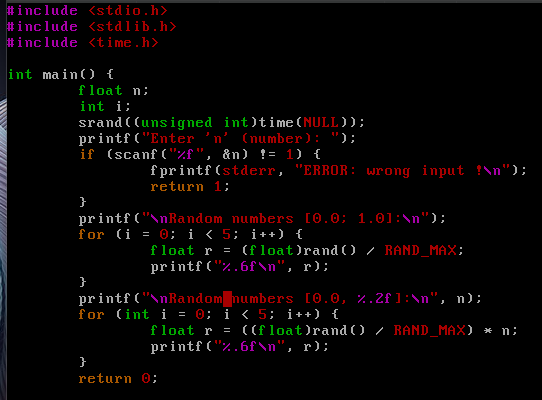 #include <stdio.h>
#include <stdlib.h>
#include <time.h>

int main() {
        float n;
        int i;
        srand((unsigned int)time(NULL));
        printf("Enter 'n' (number): ");
        if (scanf("%f", &n) != 1) {
                fprintf(stderr, "ERROR: wrong input !\n");
                return 1;
        }
        printf("\nRandom numbers [0.0; 1.0]:\n");
        for (i = 0; i < 5; i++) {
                float r = (float)rand() / RAND_MAX;
                printf("%.6f\n", r);
        }
        printf("\nRandom numbers [0.0, %.2f]:\n", n);
        for (int i = 0; i < 5; i++) {
                float r = ((float)rand() / RAND_MAX) * n;
                printf("%.6f\n", r);
        }
        return 0;